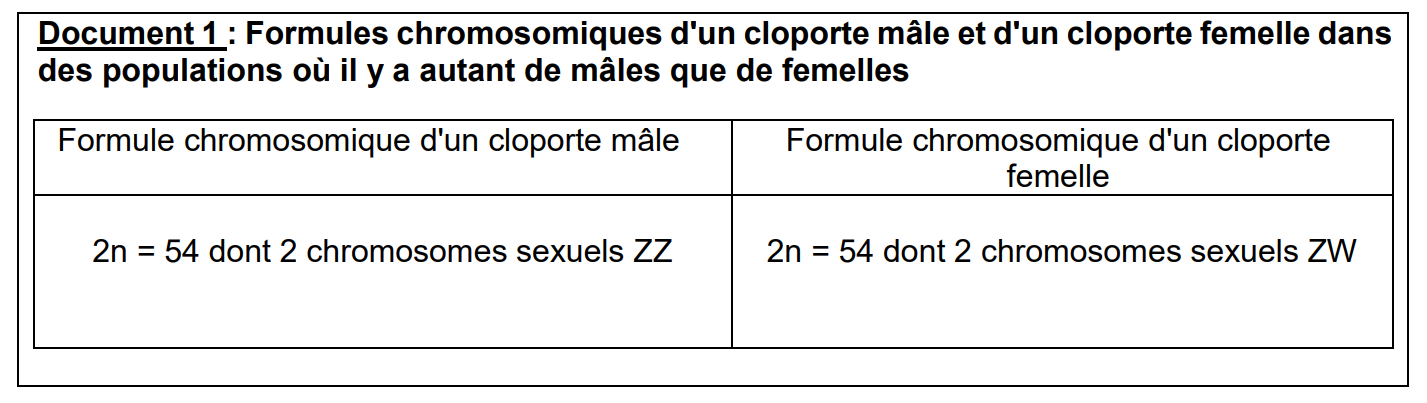 Document 1 : Formules chromosomiques d'un cloporte mâle et d'un cloporte femelle dans
des populations où il y a autant de mâles que de femelles
Formule chromosomique d'un cloporte mâle
Formule chromosomique d'un cloporte
femelle
2n = 54 dont 2 chromosomes sexuels ZZ
2n = 54 dont 2 chromosomes sexuels ZW